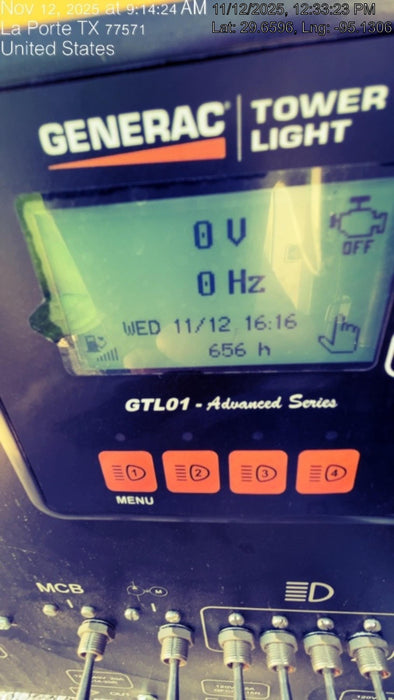 Nov 12, 2025 at 9:14:24 AM
La Porte TX 77571
United States
11/12/2025, 12:33:23 PM
Lat: 29.6596, Lng: -95.1306
GENERAC
TOWER
LIGHT
0 V
0 Hz
OFF
WED 11/12 16:16
656 h
GTL01 - Advanced Series
1 2 3 4
MENU
MCB
OUT